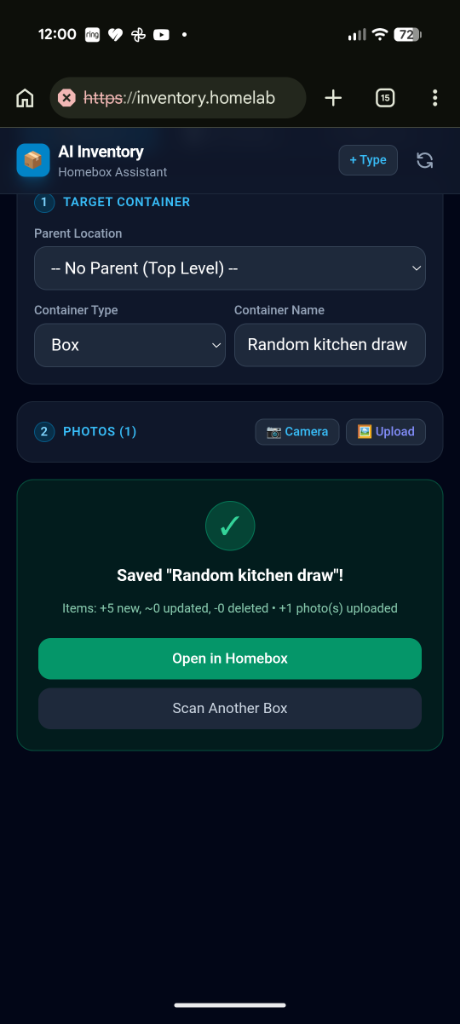 12:00 ring 72
https://inventory.homelab 15
AI Inventory
Homebox Assistant
+ Type
1 TARGET CONTAINER
Parent Location
-- No Parent (Top Level) --
Container Type Container Name
Box Random kitchen draw
2 PHOTOS (1) Camera Upload
Saved "Random kitchen draw"!
Items: +5 new, ~0 updated, -0 deleted • +1 photo(s) uploaded
Open in Homebox
Scan Another Box